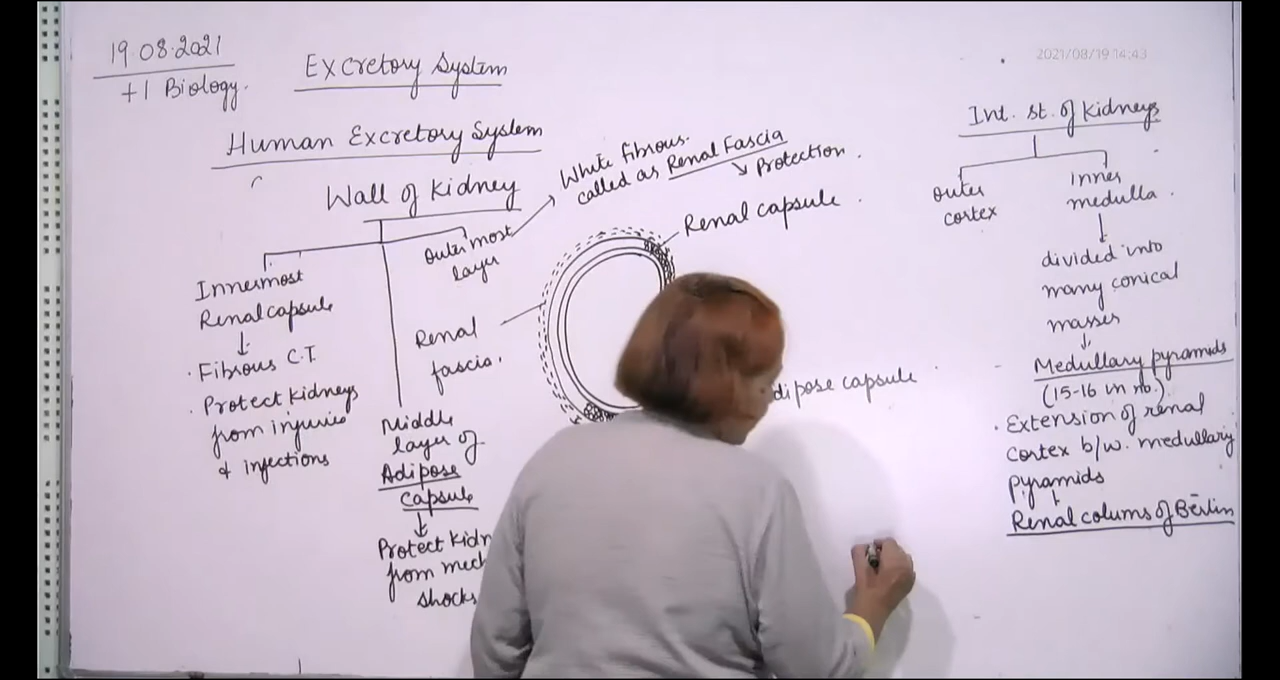 19.08.2021
+1 Biology.
Excretory System
2021/08/19 14:43
Human Excretory System
Wall of Kidney
Innermost
Renal capsule
Fibrous C.T
Protect kidneys
from injuries
& injections
Middle
layer of
Adipose
capsule
Protect kidn
from mech
shocks
Outermost
layer
White fibrous.
called as Renal Fascia
Protection.
Renal capsule.
Renal
fascia.
dipose capsule
Int. st. of Kidneys
outer
cortex
inner
medulla.
divided into
many conical
masses
Medullary pyramids
(15-16 in no.)
Extension of renal
cortex b/w. medullary
pyramids
Renal colums of Bērtin